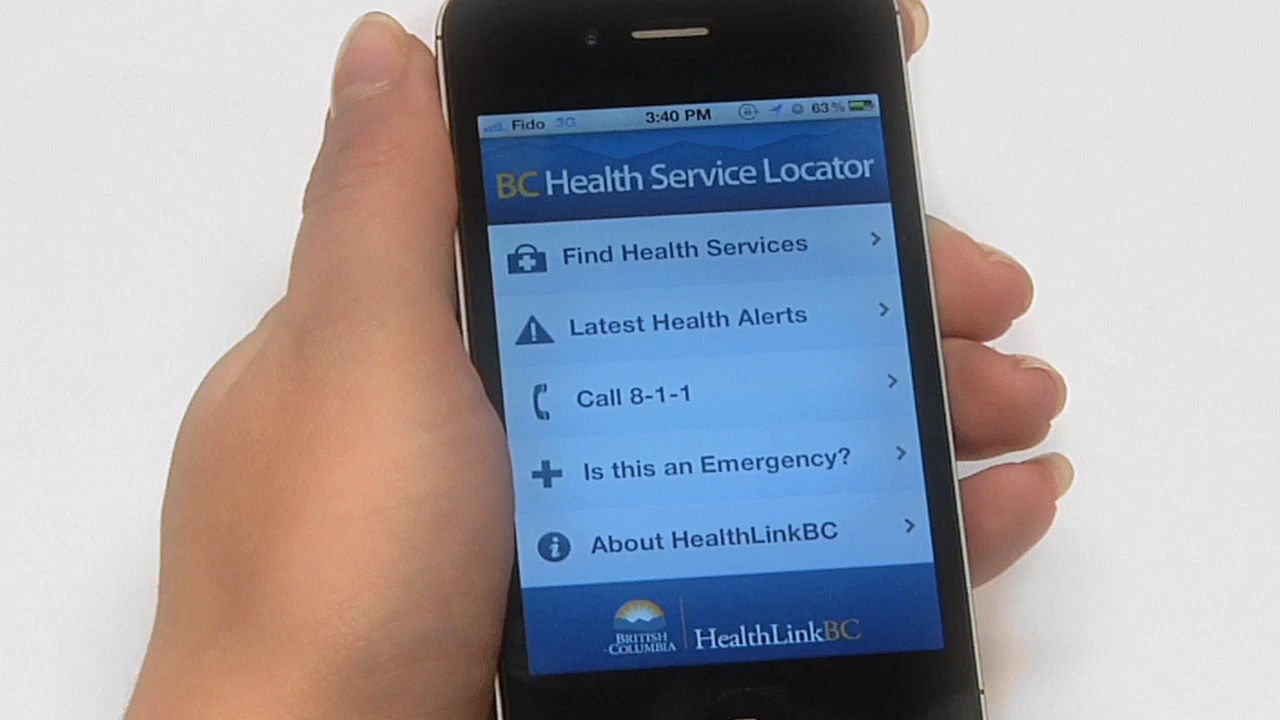 Fido 3G 3:40 PM 63%
BC Health Service Locator
Find Health Services
Latest Health Alerts
Call 8-1-1
Is this an Emergency?
About HealthLinkBC
BRITISH
COLUMBIA
HealthLinkBC